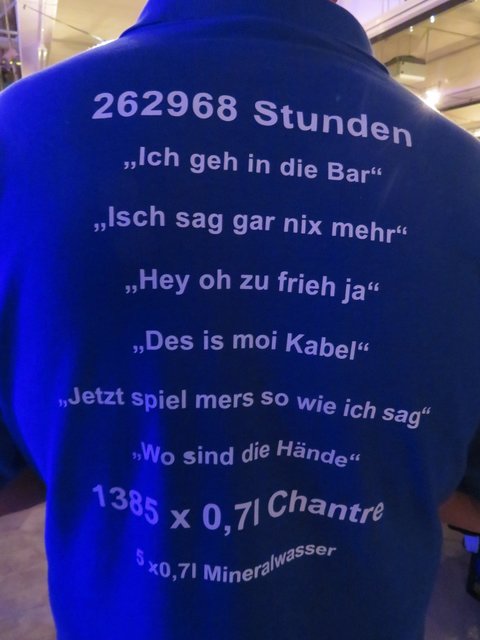 262968 Stunden
„Ich geh in die Bar“
„Isch sag gar nix mehr“
„Hey oh zu frieh ja“
„Des is moi Kabel“
„Jetzt spiel mers so wie ich sag“
„Wo sind die Hände“
1385 x 0,7l Chantre
5 x0,7l Mineralwasser